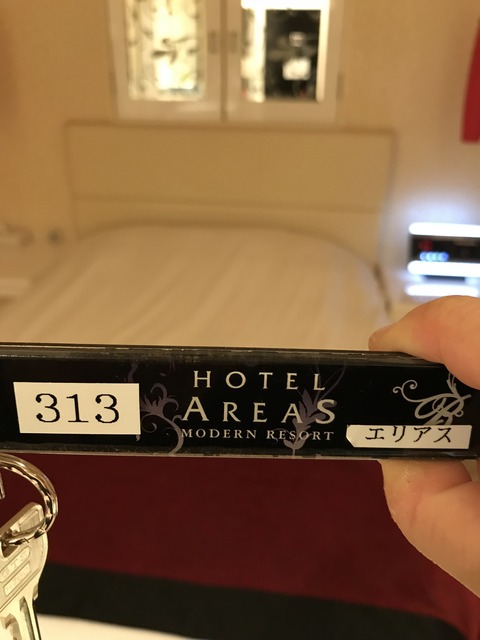 313
HOTEL
AREAS
MODERN RESORT
エリアス